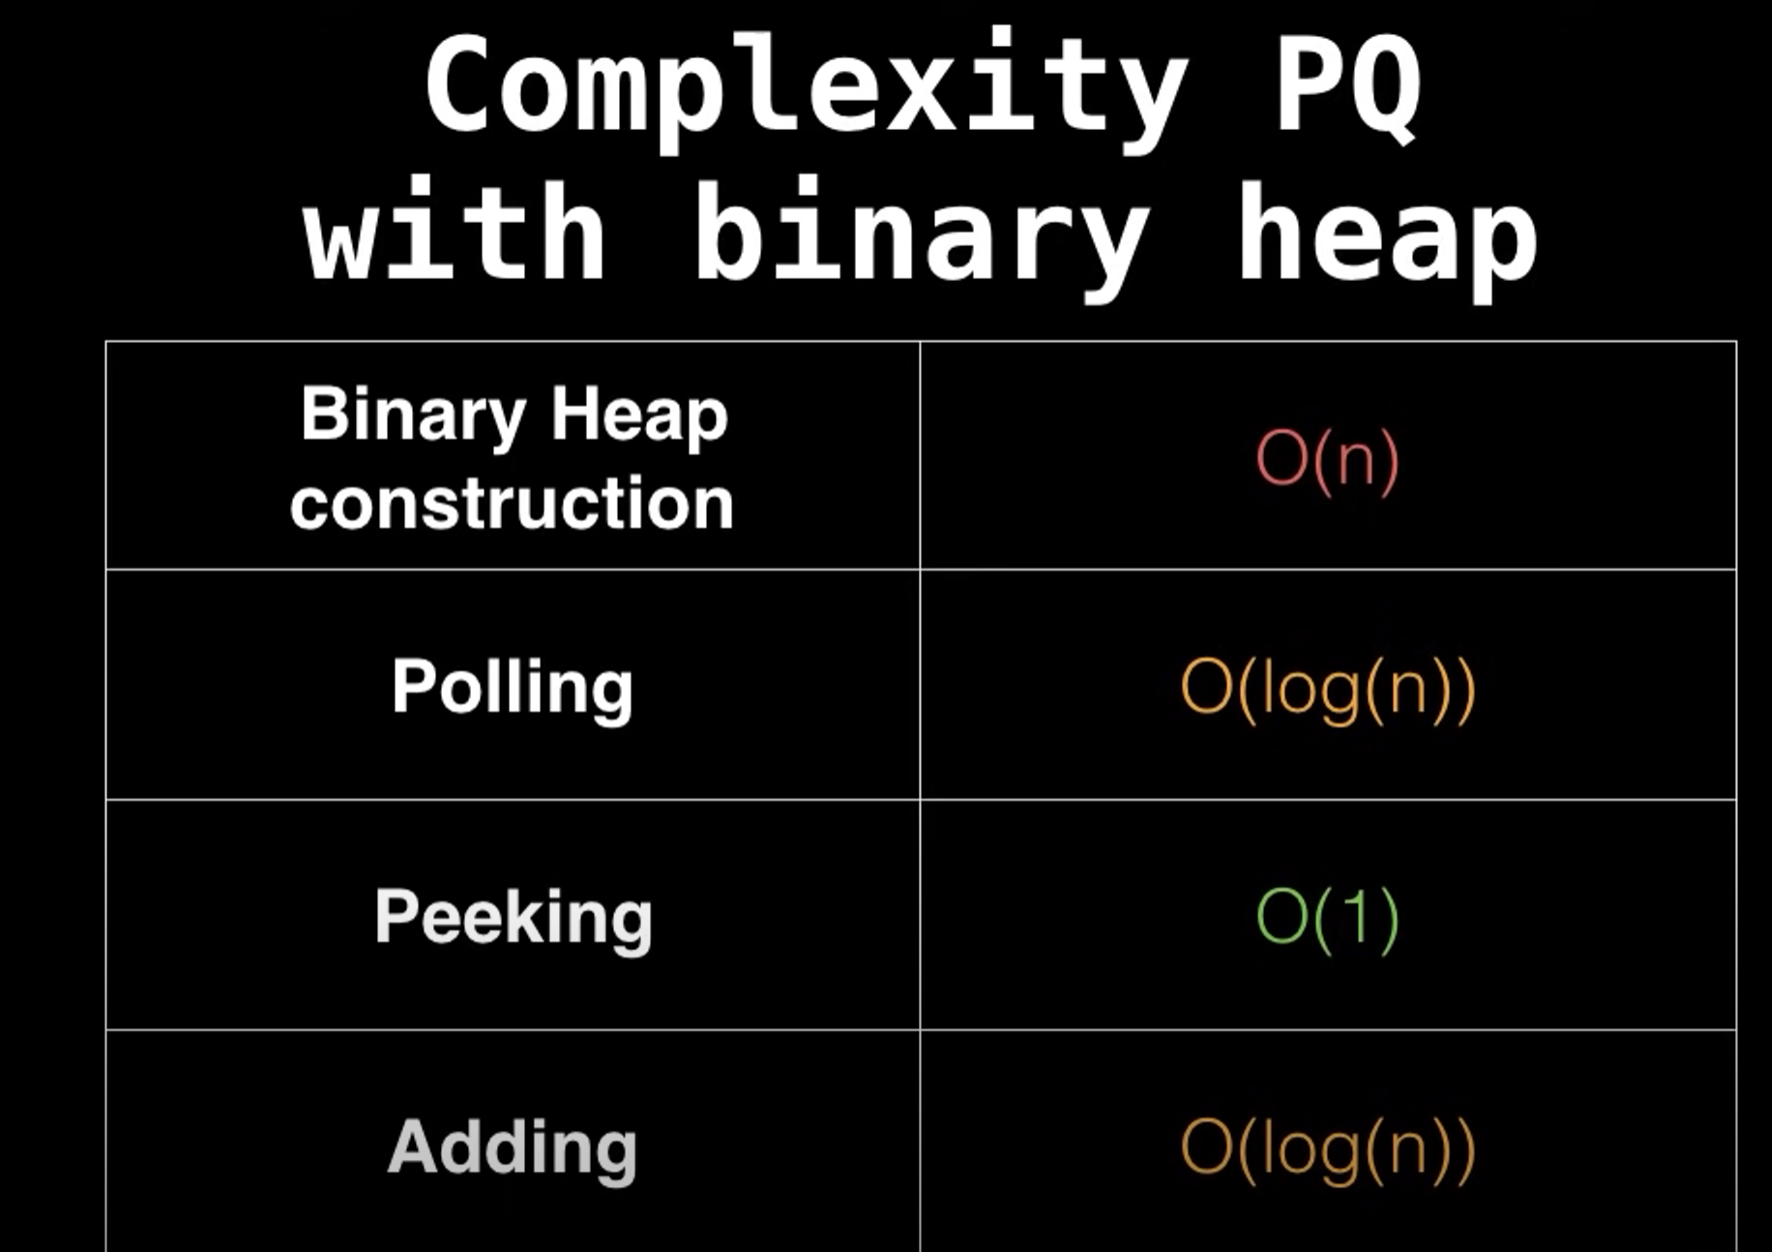 Complexity PQ
with binary heap
Binary Heap
construction
O(n)
Polling
O(log(n))
Peeking
O(1)
Adding
O(log(n))